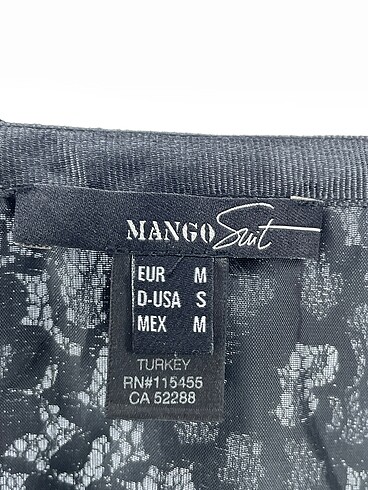 MANGO Suit
EUR M
D-USA S
MEX M
TURKEY
RN#115455
CA 52288